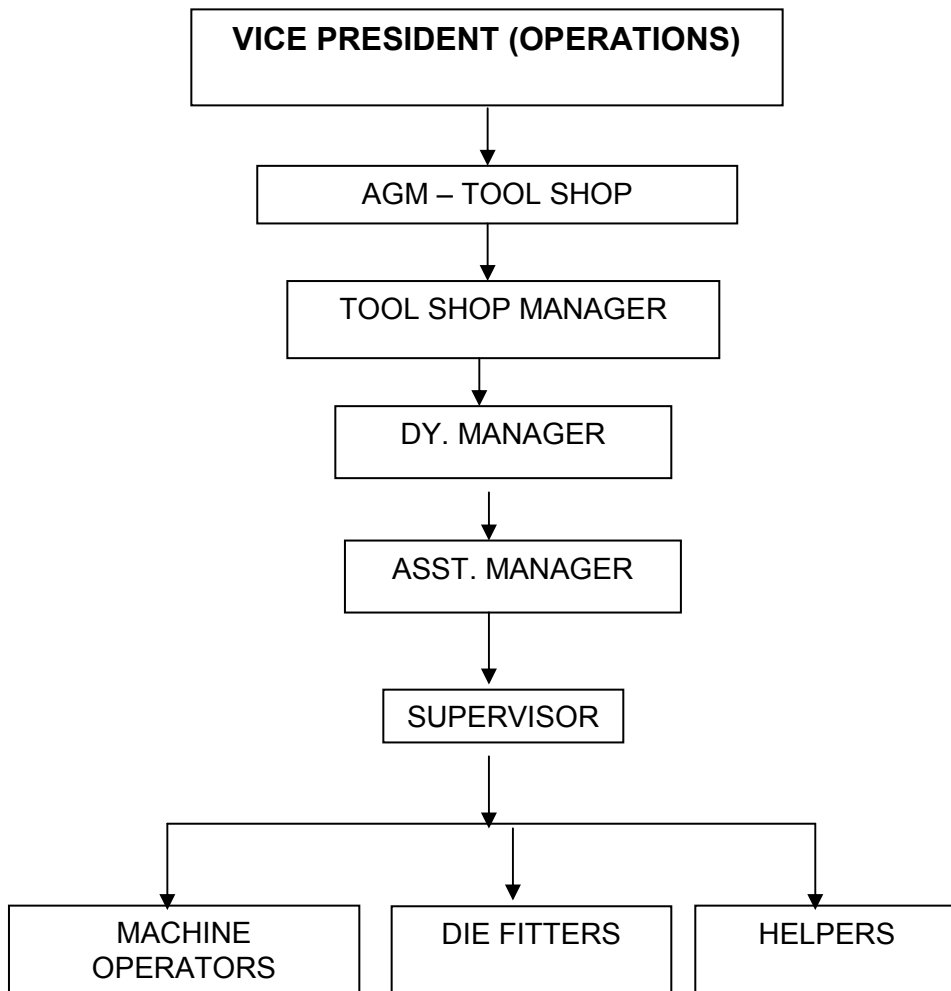 VICE PRESIDENT (OPERATIONS)
AGM – TOOL SHOP
TOOL SHOP MANAGER
DY. MANAGER
ASST. MANAGER
SUPERVISOR
MACHINE
OPERATORS
DIE FITTERS
HELPERS